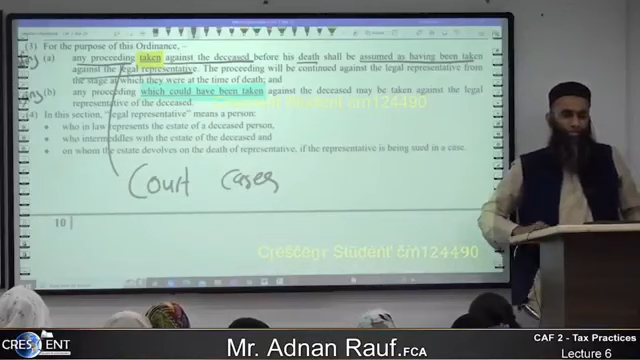 (3) For the purpose of this Ordinance, –
(a) any proceeding taken against the deceased before his death shall be assumed as having been taken
against the legal representative. The proceeding will be continued against the legal representative from
the stage at which they were at the time of death; and
(b) any proceeding which could have been taken against the deceased may be taken against the legal
representative of the deceased.
(4) In this section, "legal representative" means a person:
who in law represents the estate of a deceased person,
who intermeddles with the estate of the deceased and
on whom the estate devolves on the death of representative, if the representative is being sued in a case.
Court cases
10
Crescent Student crn124490
CRESCENT
Mr. Adnan Rauf.FCA
CAF 2 - Tax Practices
Lecture 6